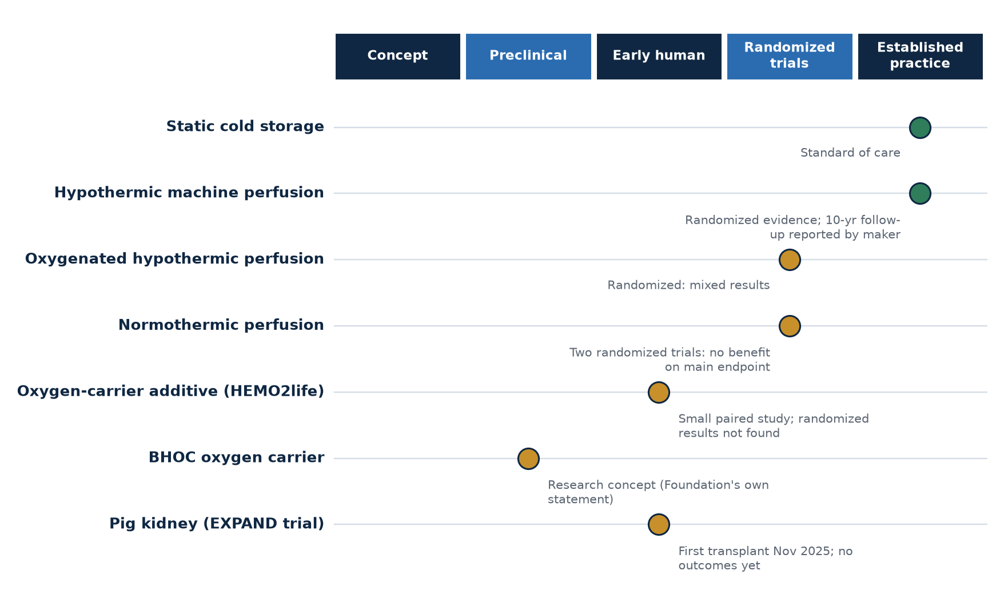 Concept
Preclinical
Early human
Randomized
trials
Established
practice
Static cold storage
Standard of care
Hypothermic machine perfusion
Randomized evidence; 10-yr follow-
up reported by maker
Oxygenated hypothermic perfusion
Randomized: mixed results
Normothermic perfusion
Two randomized trials: no benefit
on main endpoint
Oxygen-carrier additive (HEMO2life)
Small paired study; randomized
results not found
BHOC oxygen carrier
Research concept (Foundation's own
statement)
Pig kidney (EXPAND trial)
First transplant Nov 2025; no
outcomes yet